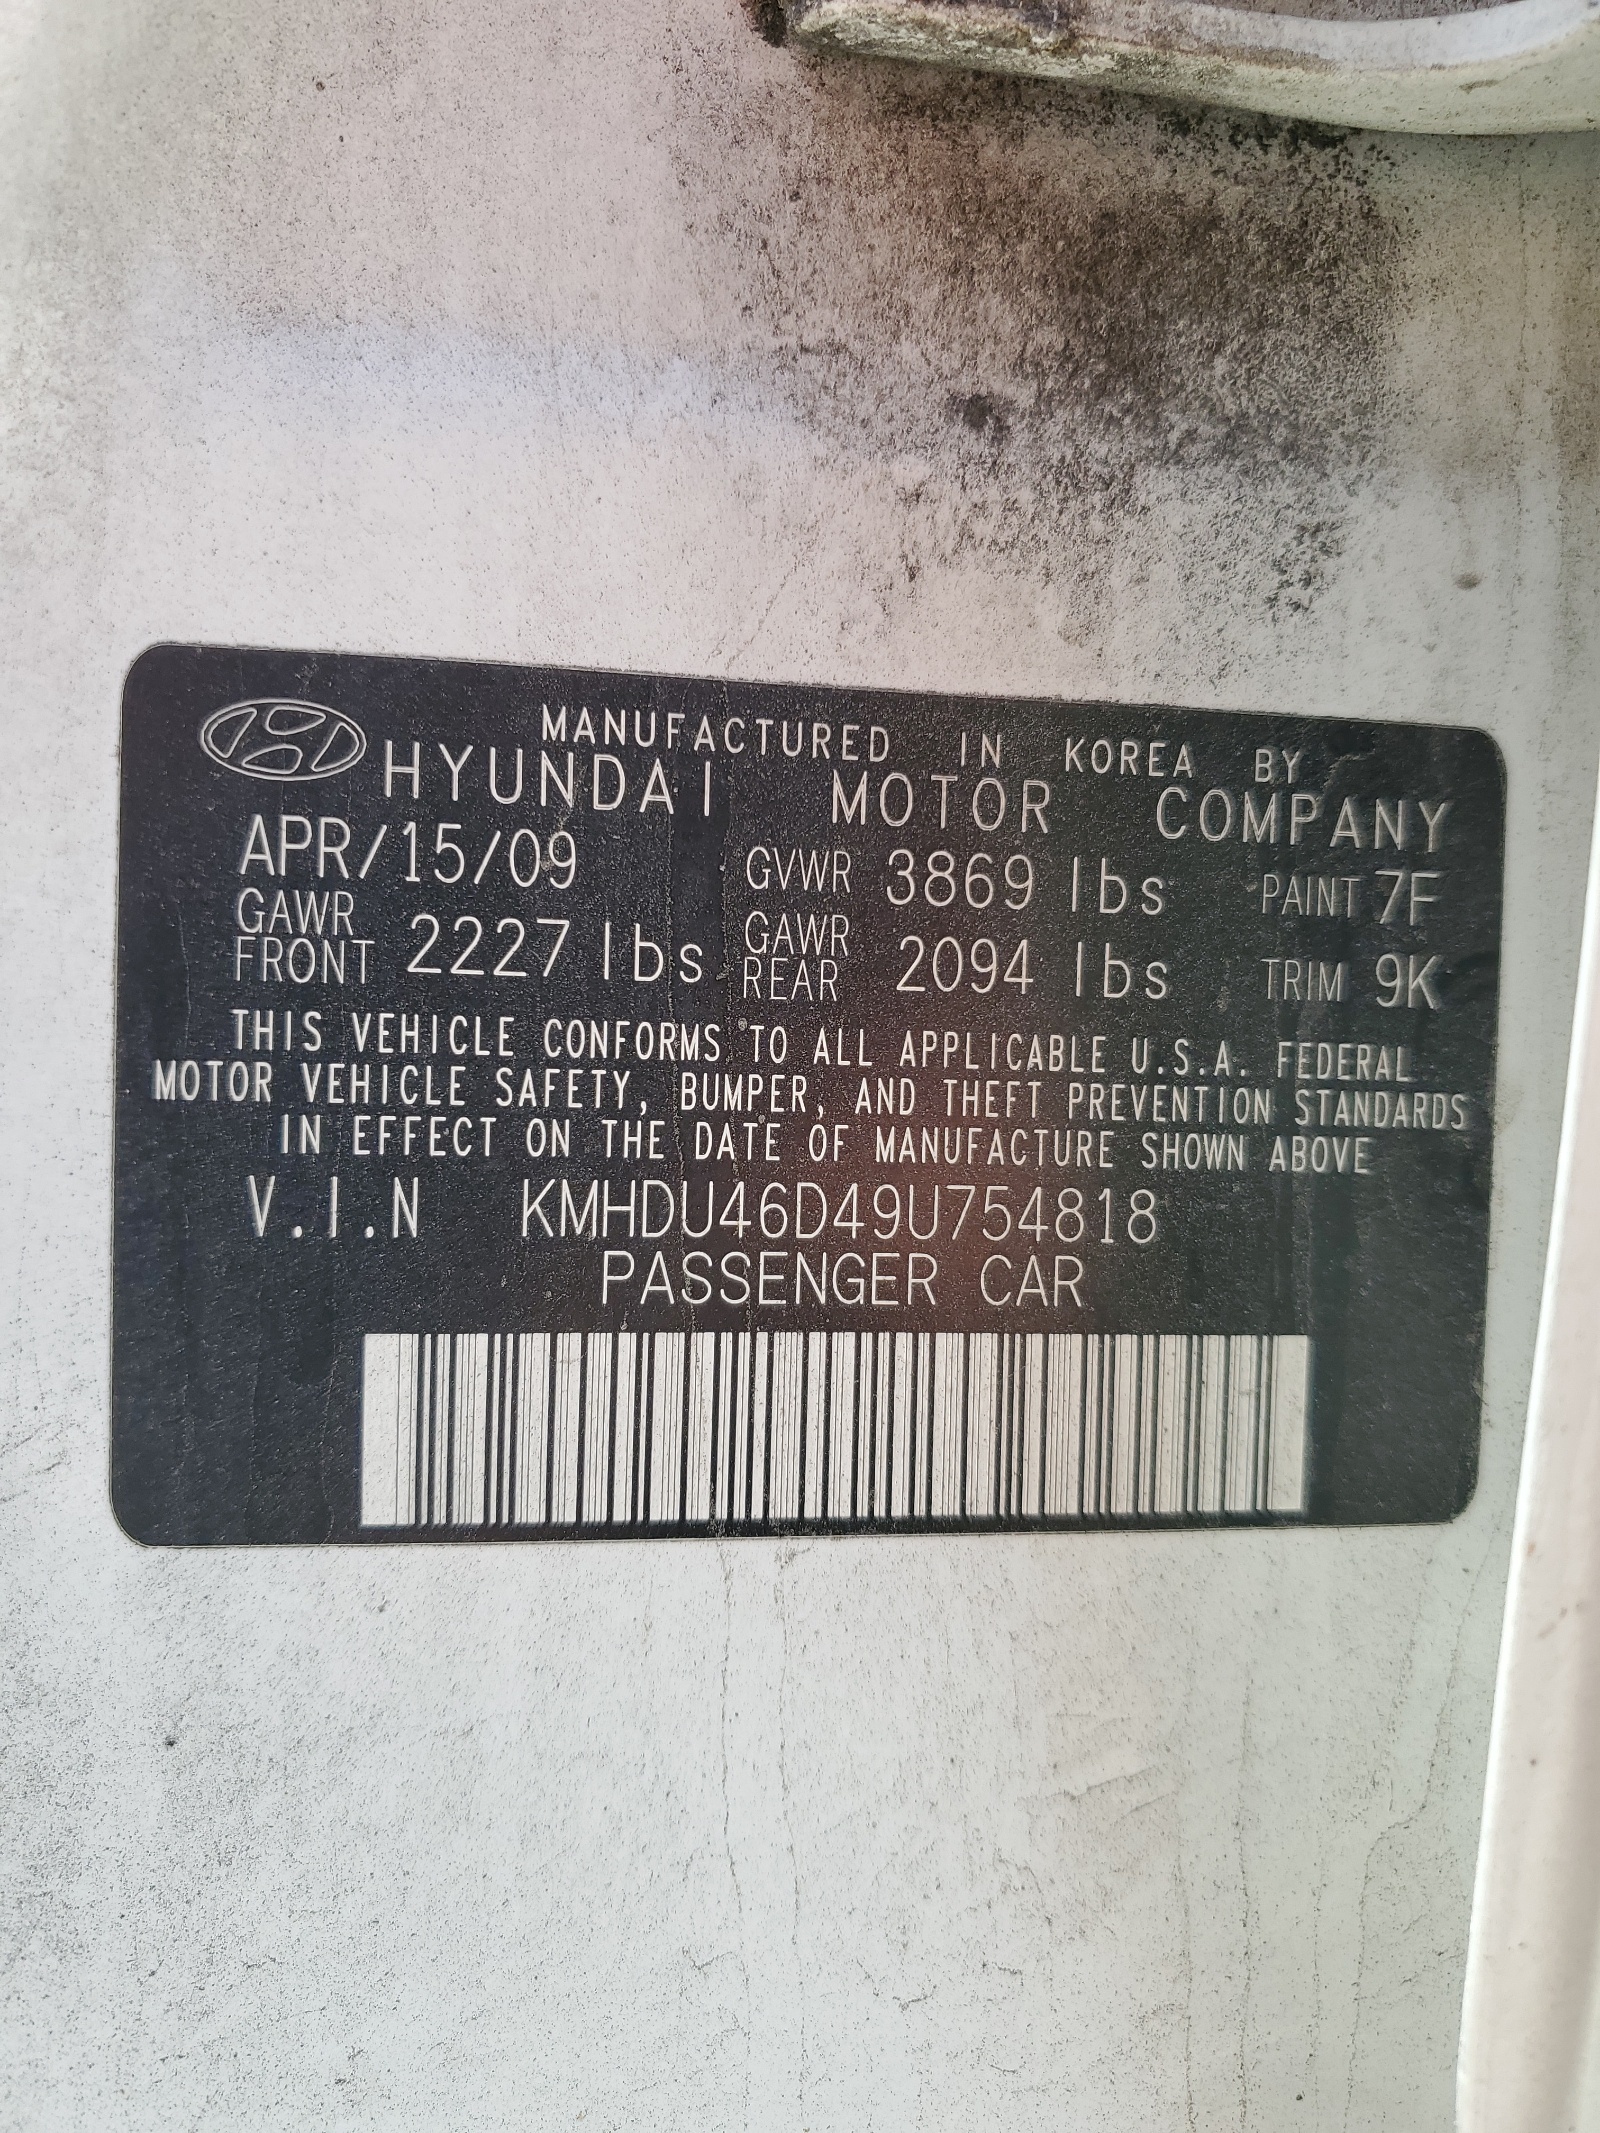 MANUFACTURED IN KOREA BY
HYUNDAI MOTOR COMPANY
APR/15/09 GVWR 3869 lbs PAINT 7F
GAWR FRONT 2227 lbs GAWR REAR 2094 lbs TRIM 9K
THIS VEHICLE CONFORMS TO ALL APPLICABLE U.S.A. FEDERAL
MOTOR VEHICLE SAFETY, BUMPER, AND THEFT PREVENTION STANDARDS
IN EFFECT ON THE DATE OF MANUFACTURE SHOWN ABOVE
V.I.N KMHDU46D49U754818
PASSENGER CAR